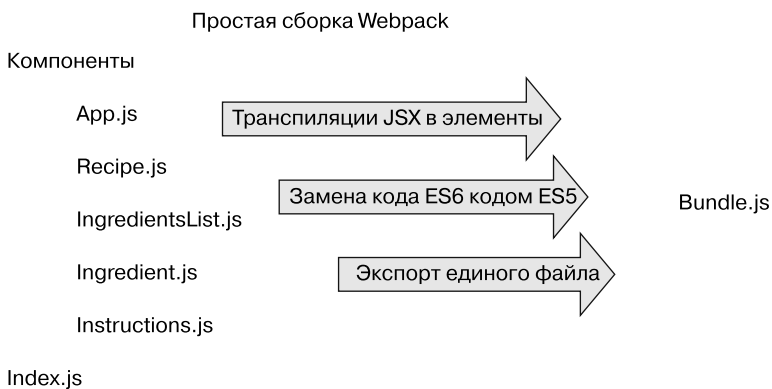 Простая сборка Webpack
Компоненты
App.js
Транспиляции JSX в элементы
Recipe.js
Замена кода ES6 кодом ES5
Bundle.js
IngredientsList.js
Ingredient.js
Экспорт единого файла
Instructions.js
Index.js